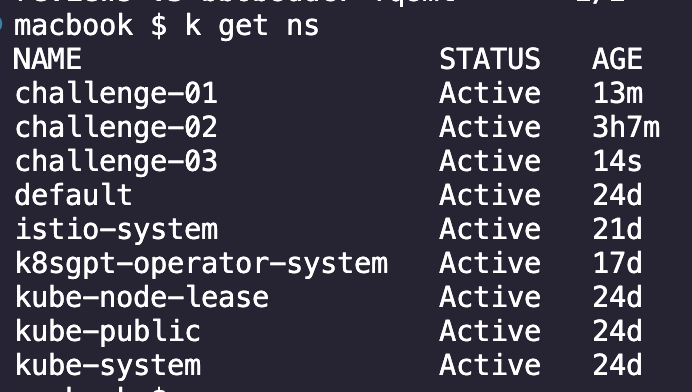 macbook $ k get ns
NAME STATUS AGE
challenge-01 Active 13m
challenge-02 Active 3h7m
challenge-03 Active 14s
default Active 24d
istio-system Active 21d
k8sgpt-operator-system Active 17d
kube-node-lease Active 24d
kube-public Active 24d
kube-system Active 24d